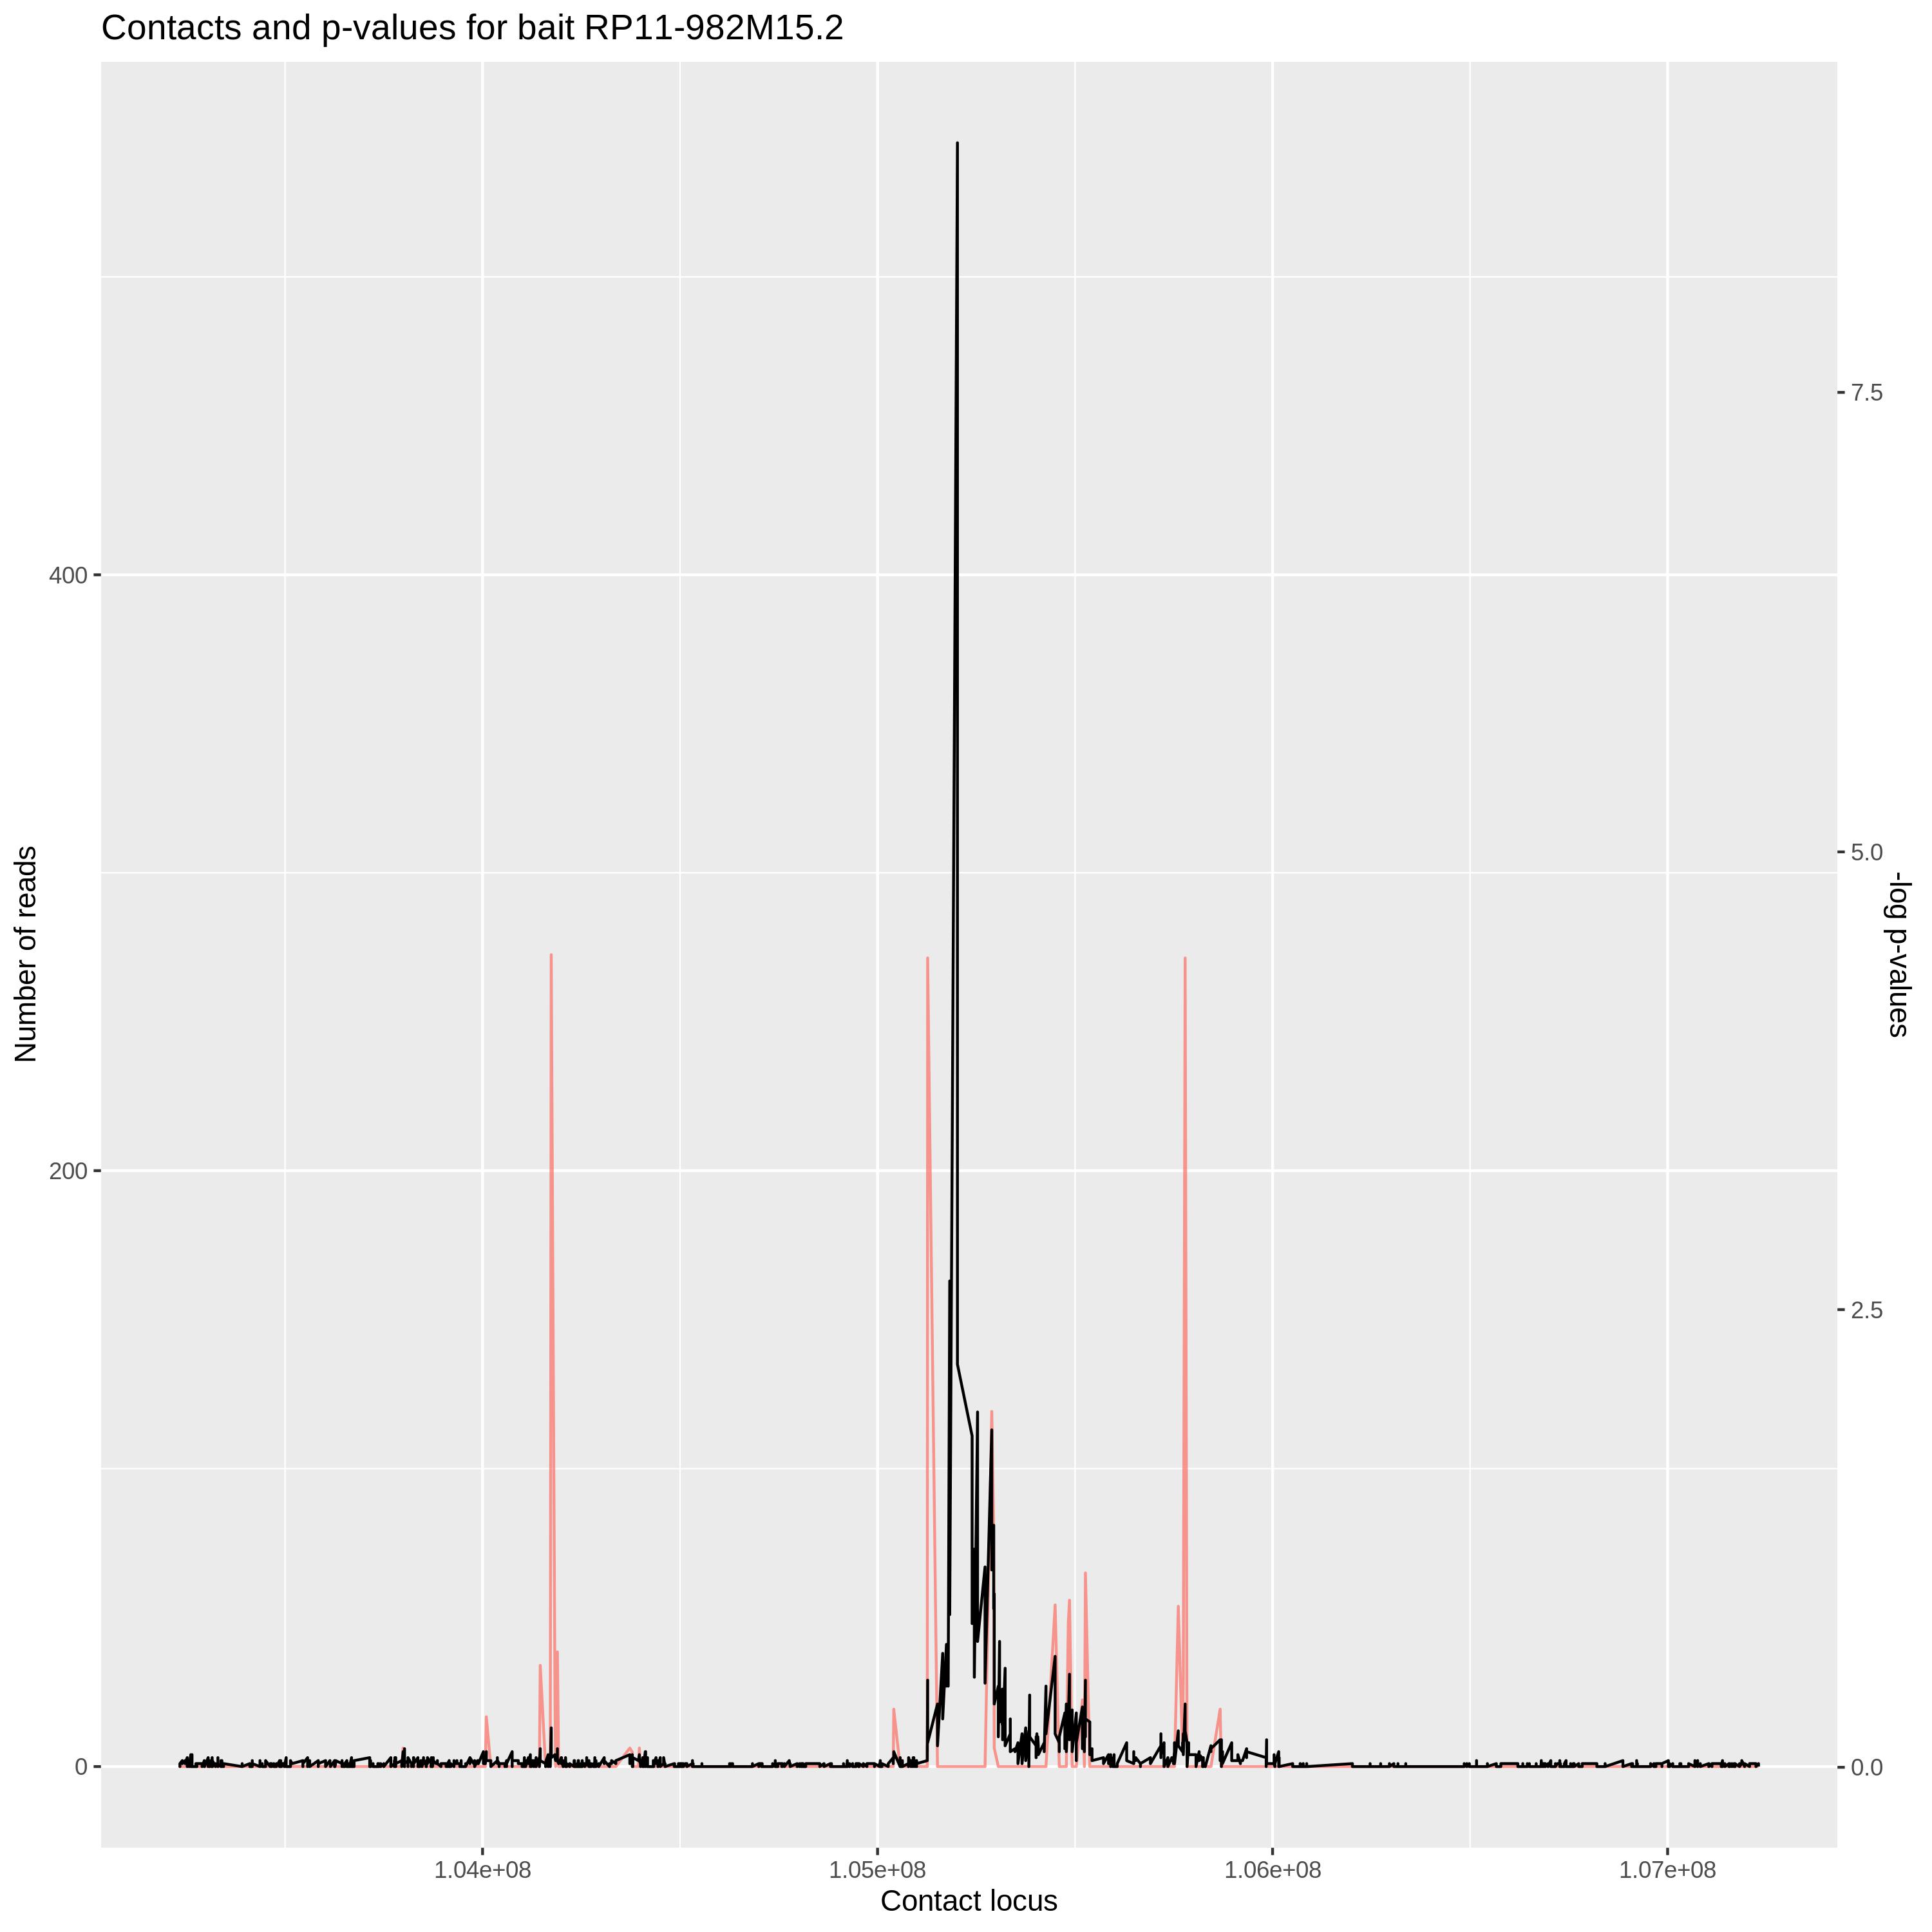 Contacts and p-values for bait RP11-982M15.2
Number of reads
400
200
0
7.5
5.0
2.5
0.0
-log p-values
1.04e+08
1.05e+08
1.06e+08
1.07e+08
Contact locus